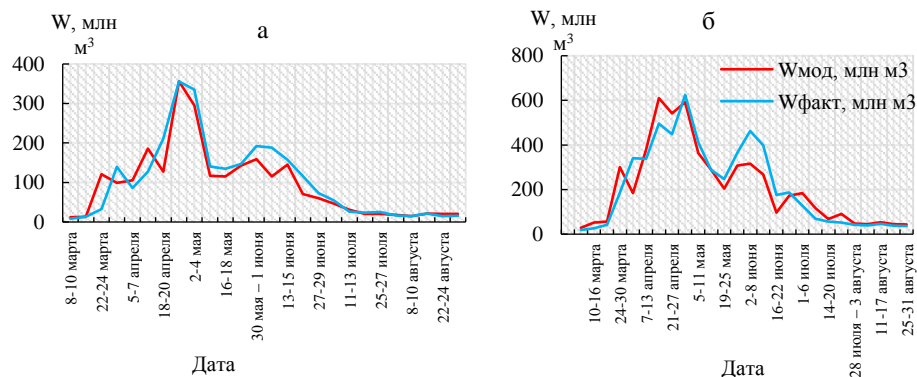 W, млн
м³
а
400
300
200
100
0
8-10 марта
22-24 марта
5-7 апреля
18-20 апреля
2-4 мая
16-18 мая
30 мая – 1 июня
13-15 июня
27-29 июня
11-13 июля
25-27 июля
8-10 августа
22-24 августа
Дата
W, млн
м³
б
800
600
400
200
0
Wмод, млн м3
Wфакт, млн м3
10-16 марта
24-30 марта
7-13 апреля
21-27 апреля
5-11 мая
19-25 мая
2-8 июня
16-22 июня
1-6 июля
14-20 июля
28 июля – 3 августа
11-17 августа
25-31 августа
Дата